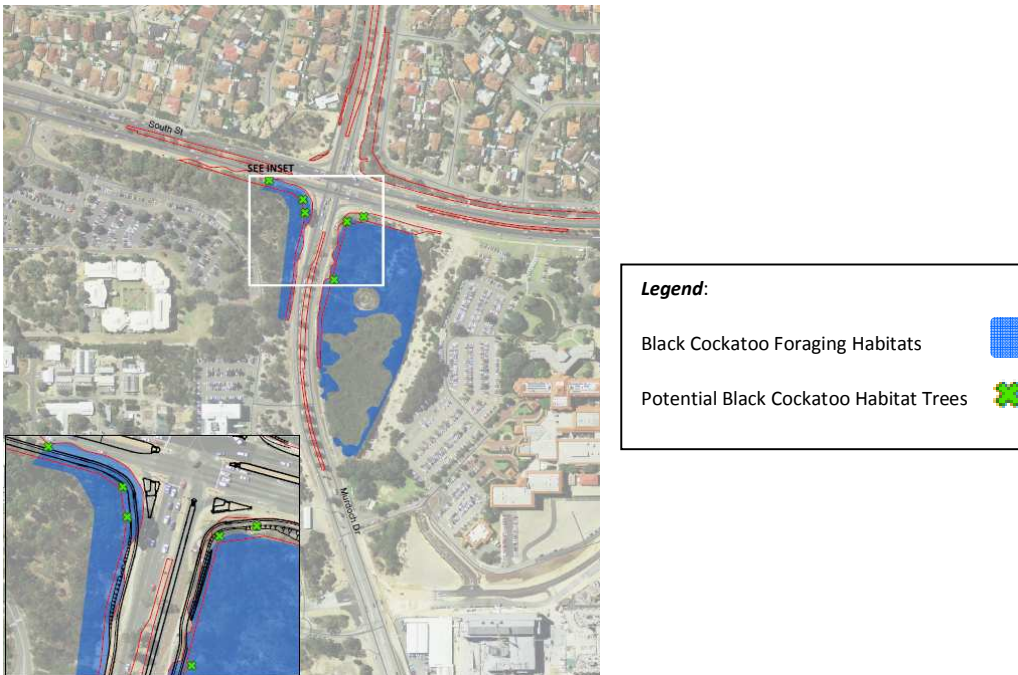 South St
SEE INSET
Murdoch Dr
Legend:
Black Cockatoo Foraging Habitats
Potential Black Cockatoo Habitat Trees